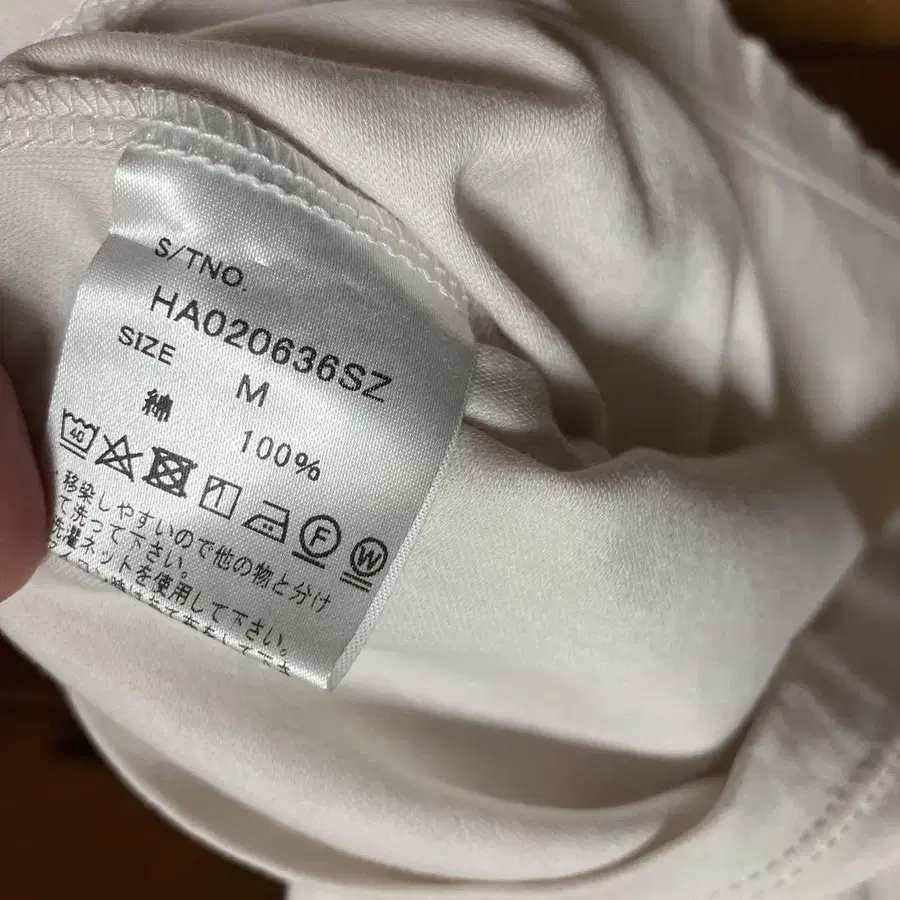 S/TNO.
HA020636SZ
SIZE M
綿 100%
40 F W
移染しやすいので他の物と分け
て洗って下さい。
洗濯ネットを使用して下さい。